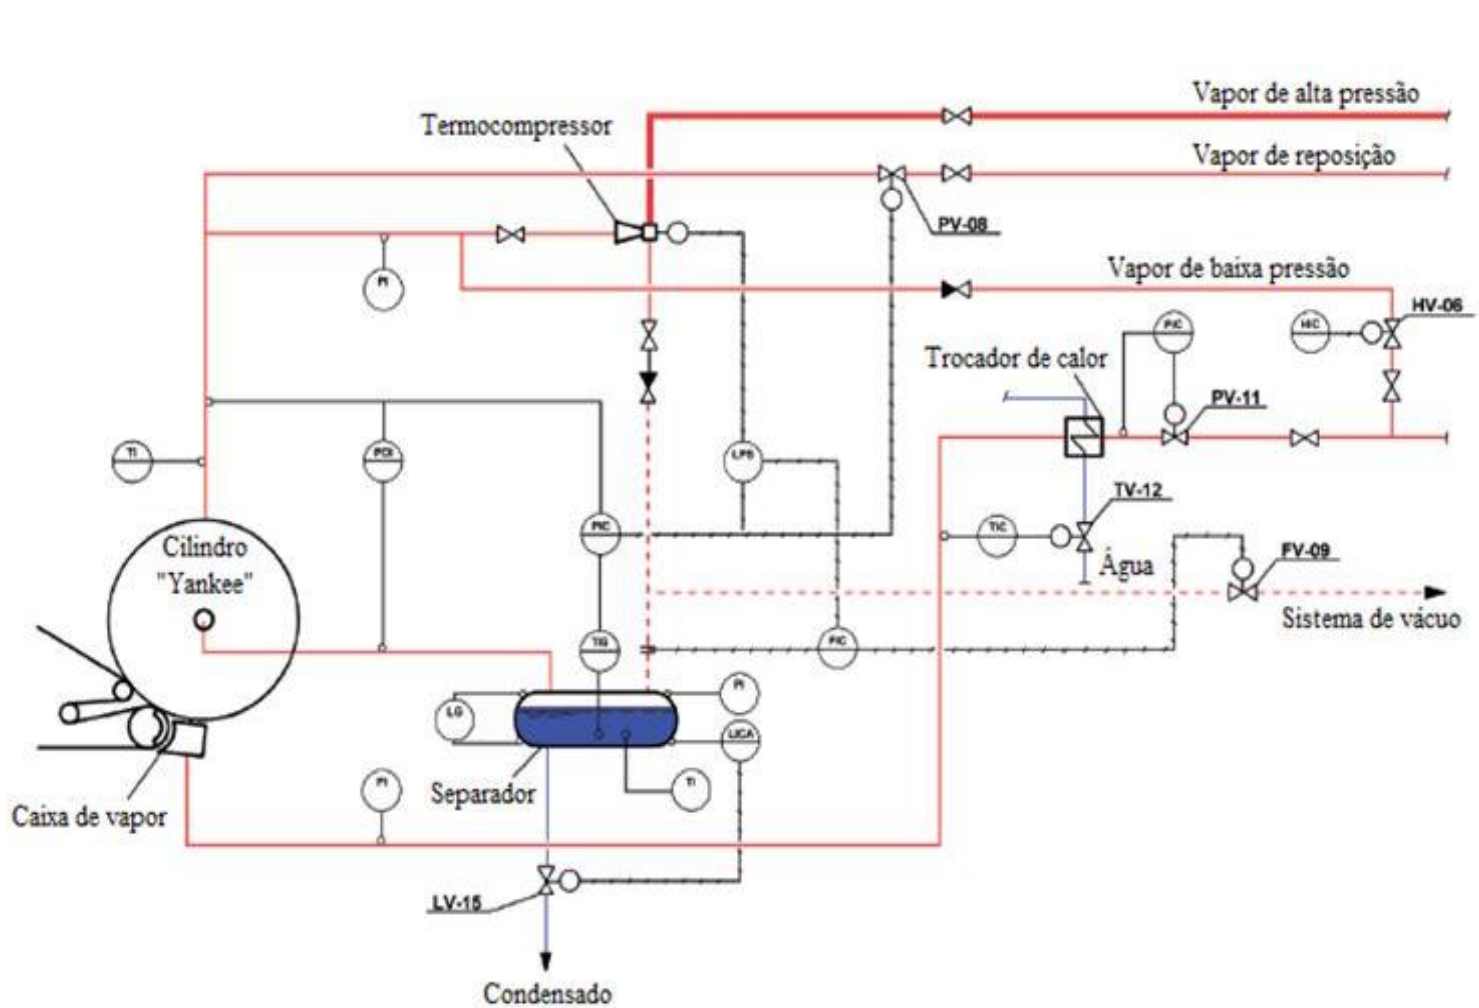 Vapor de alta pressão
Termocompressor
Vapor de reposição
PV-08
Vapor de baixa pressão
PI
HV-06
PIC
HIC
Trocador de calor
PV-11
TI
PDI
LPS
TV-12
PIC
TIC
Cilindro
"Yankee"
Água
FV-09
Sistema de vácuo
FIC
PI
LG
LICA
Separador
PI
TI
Caixa de vapor
LV-15
Condensado